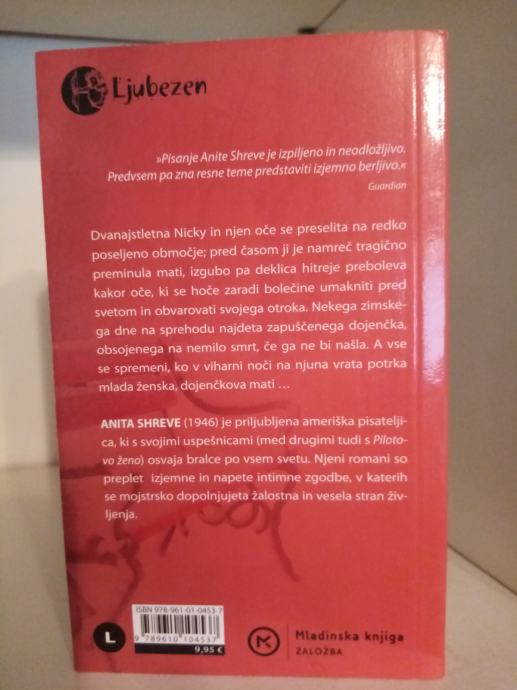 Ljubezen
»Pisanje Anite Shreve je izpiljeno in neodložljivo.
Predvsem pa zna resne teme predstaviti izjemno berljivo.«
Guardian
Dvanajstletna Nicky in njen oče se preselita na redko
poseljeno območje; pred časom ji je namreč tragično
preminula mati, izgubo pa deklica hitreje preboleva
kakor oče, ki se hoče zaradi bolečine umakniti pred
svetom in obvarovati svojega otroka. Nekega zimske-
ga dne na sprehodu najdeta zapuščenega dojenčka,
obsojenega na nemilo smrt, če ga ne bi našla. A vse
se spremeni, ko v viharni noči na njuna vrata potrka
mlada ženska, dojenčkova mati ...
ANITA SHREVE (1946) je priljubljena ameriška pisatelji-
ca, ki s svojimi uspešnicami (med drugimi tudi s Piloto-
vo ženo) osvaja bralce po vsem svetu. Njeni romani so
preplet izjemne in napete intimne zgodbe, v katerih
se mojstrsko dopolnjujeta žalostna in vesela stran živ-
ljenja.
ISBN 978-961-01-0453-7
9 789610 104537
9,95 €
L
Mladinska knjiga
ZALOŽBA